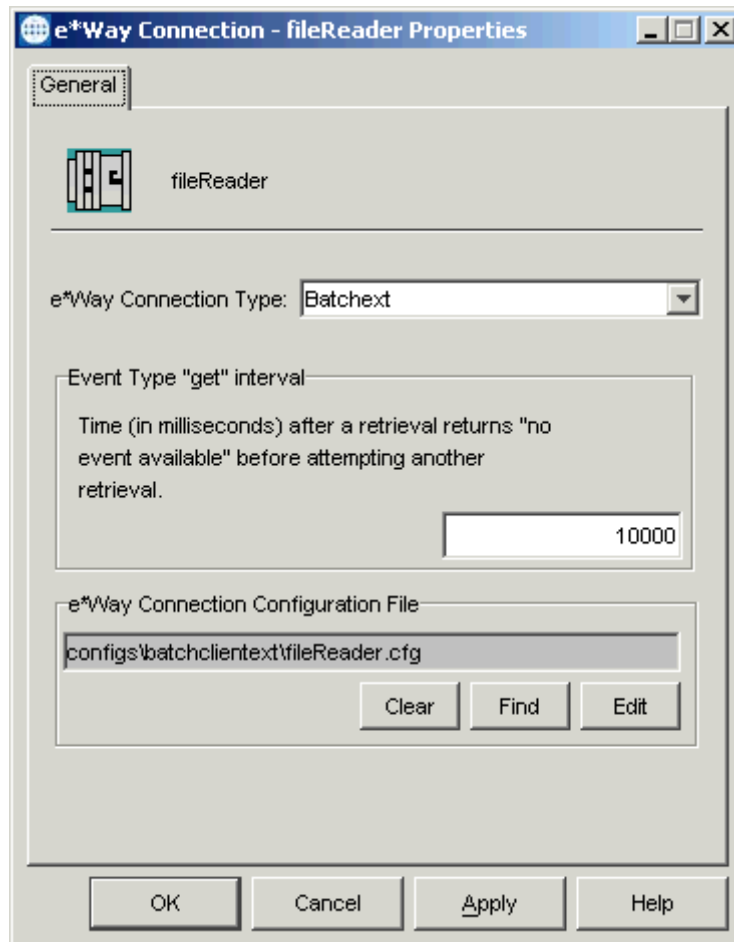 e*Way Connection - fileReader Properties
General
fileReader
e*Way Connection Type: Batchext
Event Type "get" interval
Time (in milliseconds) after a retrieval returns "no
event available" before attempting another
retrieval.
10000
e*Way Connection Configuration File
configs\batchclientext\fileReader.cfg
Clear Find Edit
OK Cancel Apply Help